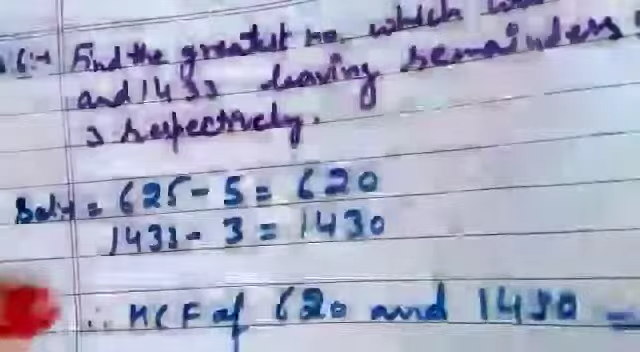 Find the greatest no. which
and 1433 leaving remainders
3 respectively.
Sol:- = 625 - 5 = 620
1433 - 3 = 1430
∴ HCF of 620 and 1430 =